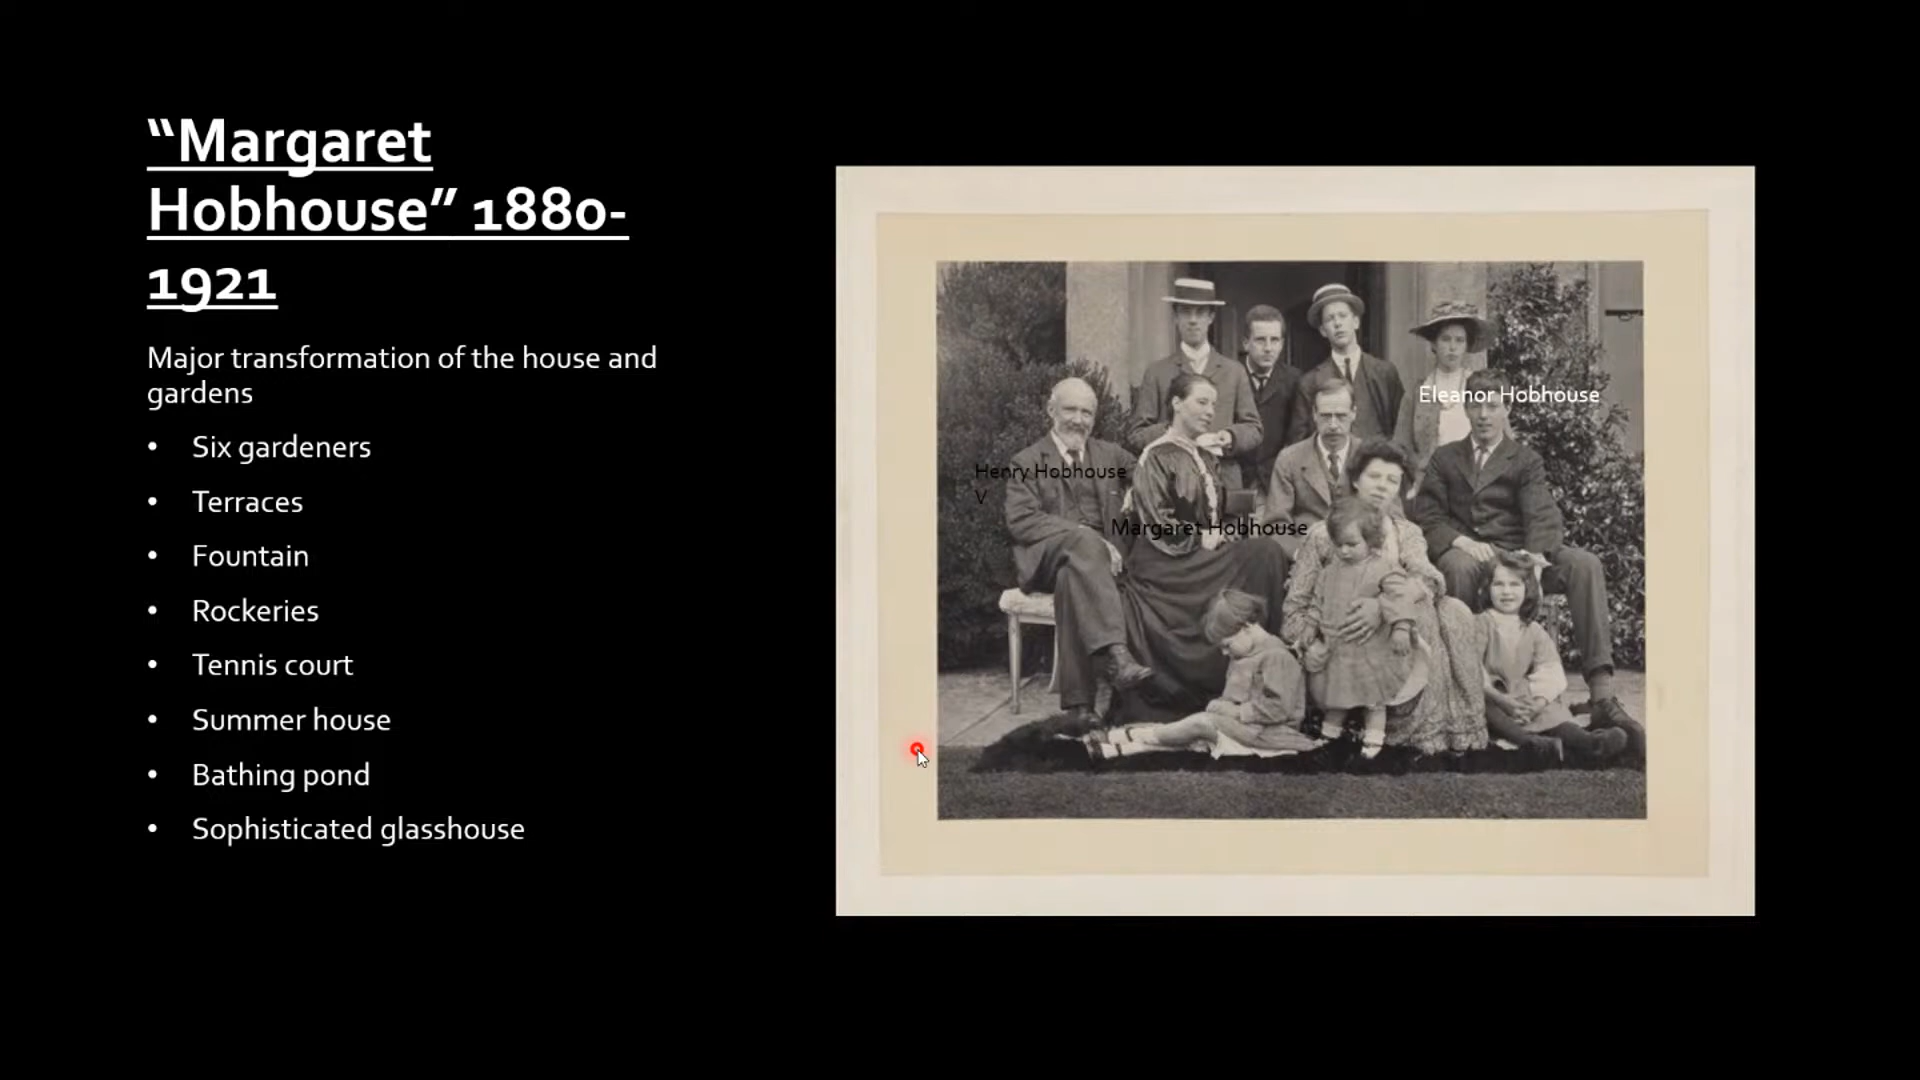 “Margaret
Hobhouse” 1880-
1921
Major transformation of the house and
gardens
• Six gardeners
• Terraces
• Fountain
• Rockeries
• Tennis court
• Summer house
• Bathing pond
• Sophisticated glasshouse
Eleanor Hobhouse
Henry Hobhouse
V
Margaret Hobhouse